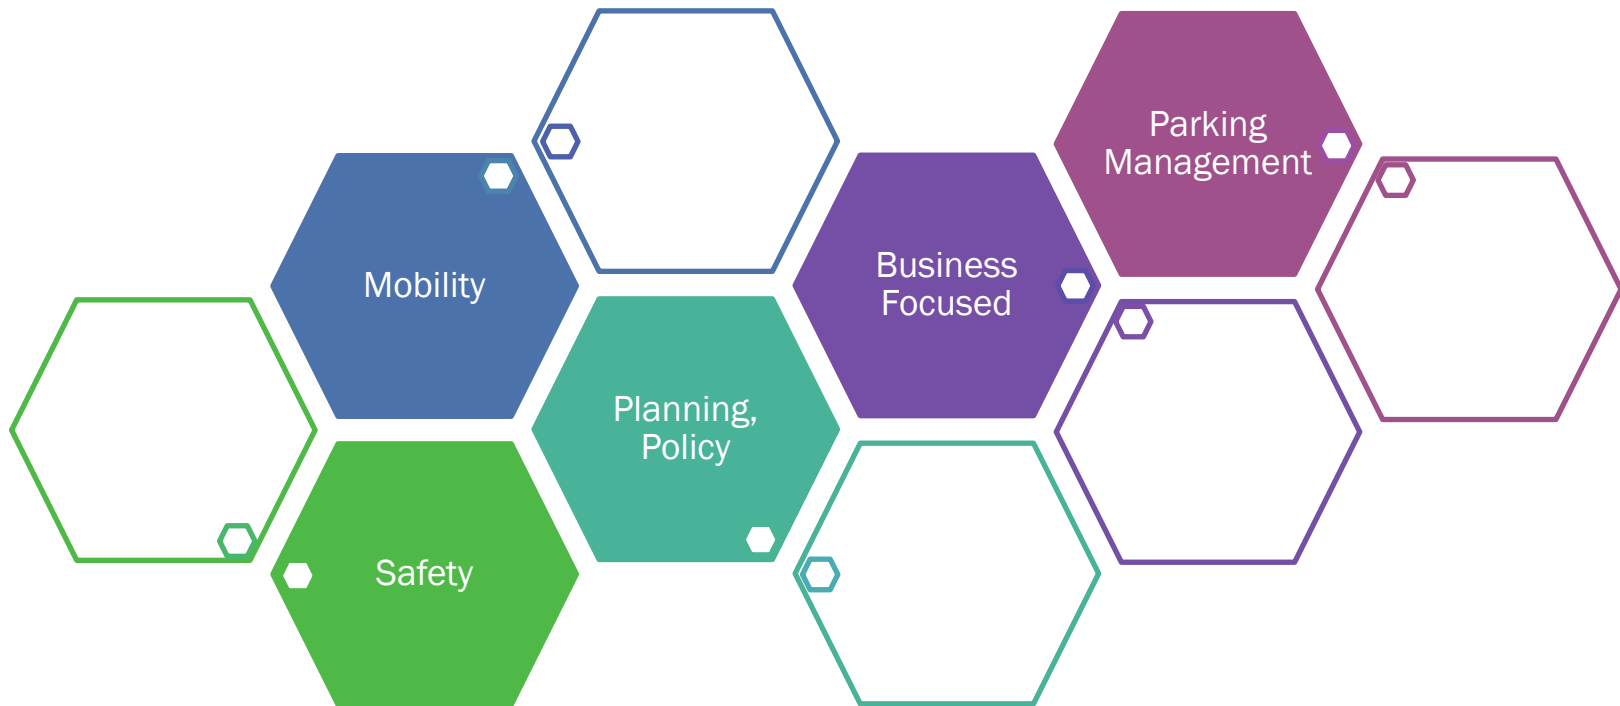 Parking
Management
Mobility
Business
Focused
Planning,
Policy
Safety